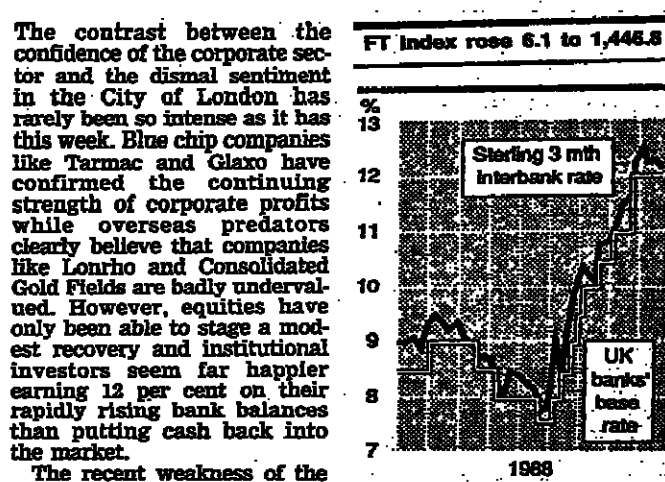 The contrast between the
confidence of the corporate sec-
tor and the dismal sentiment
in the City of London has
rarely been so intense as it has
this week. Blue chip companies
like Tarmac and Glaxo have
confirmed the continuing
strength of corporate profits
while overseas predators
clearly believe that companies
like Lonrho and Consolidated
Gold Fields are badly underval-
ued. However, equities have
only been able to stage a mod-
est recovery and institutional
investors seem far happier
earning 12 per cent on their
rapidly rising bank balances
than putting cash back into
the market.
The recent weakness of the
FT Index rose 6.1 to 1,446.8
%
13
12
11
10
9
8
7
Sterling 3 mth
interbank rate
UK
banks'
base
rate
1988